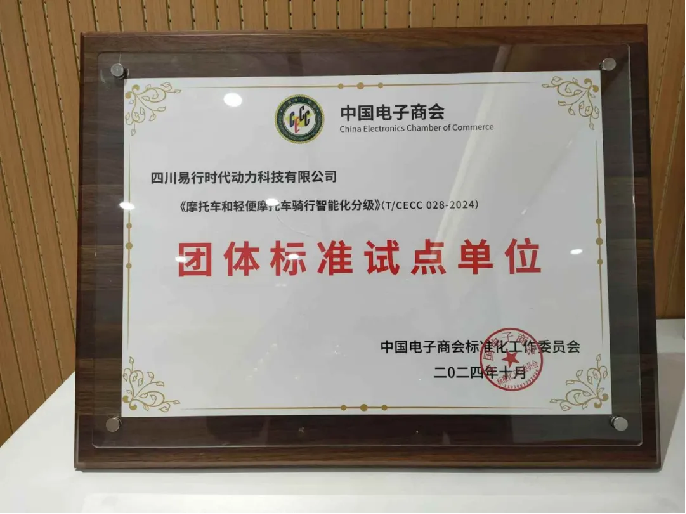 中国电子商会
China Electronics Chamber of Commerce
四川易行时代动力科技有限公司
《摩托车和轻便摩托车骑行智能化分级》(T/CECC 028-2024)
团体标准试点单位
中国电子商会标准化工作委员会
二〇二四年十月